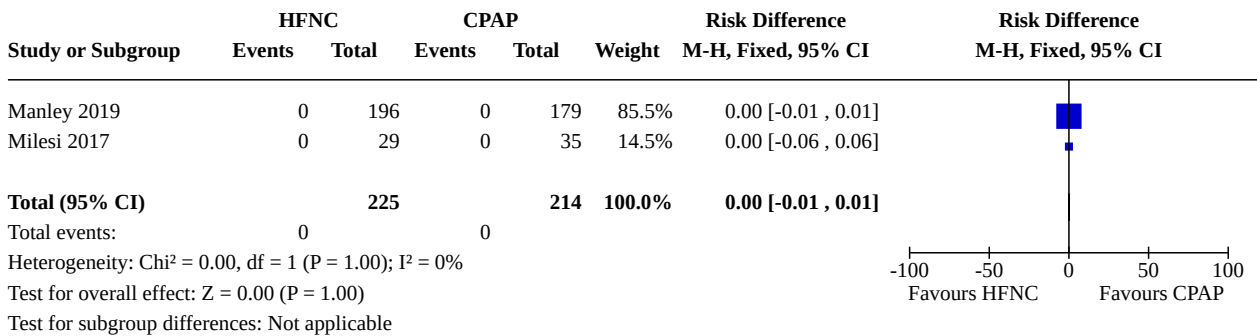 HFNC CPAP Risk Difference Risk Difference
Study or Subgroup Events Total Events Total Weight M-H, Fixed, 95% CI M-H, Fixed, 95% CI
Manley 2019 0 196 0 179 85.5% 0.00 [-0.01 , 0.01]
Milesi 2017 0 29 0 35 14.5% 0.00 [-0.06 , 0.06]
Total (95% CI) 225 214 100.0% 0.00 [-0.01 , 0.01]
Total events: 0 0
Heterogeneity: Chi² = 0.00, df = 1 (P = 1.00); I² = 0%
-100 -50 0 50 100
Test for overall effect: Z = 0.00 (P = 1.00)
Favours HFNC Favours CPAP
Test for subgroup differences: Not applicable